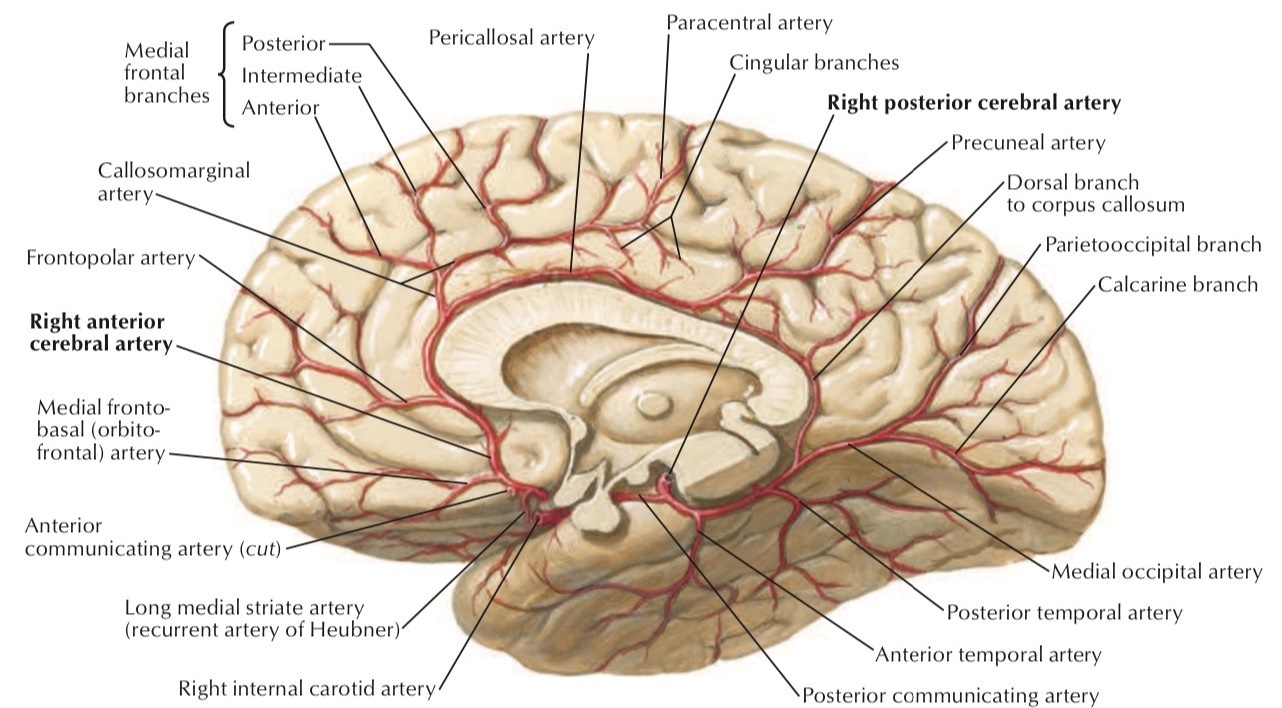 Medial
frontal
branches
Posterior
Intermediate
Anterior
Pericallosal artery
Paracentral artery
Cingular branches
Right posterior cerebral artery
Precuneal artery
Dorsal branch
to corpus callosum
Parietooccipital branch
Calcarine branch
Callosomarginal
artery
Frontopolar artery
Right anterior
cerebral artery
Medial fronto-
basal (orbito-
frontal) artery
Anterior
communicating artery (cut)
Long medial striate artery
(recurrent artery of Heubner)
Right internal carotid artery
Medial occipital artery
Posterior temporal artery
Anterior temporal artery
Posterior communicating artery